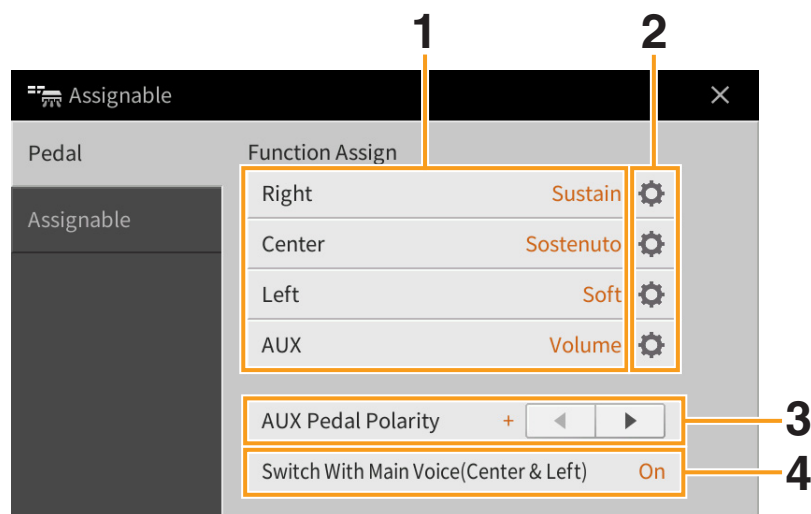 1 2
Assignable
Pedal
Function Assign
Right Sustain
Assignable
Center Sostenuto
Left Soft
AUX Volume
AUX Pedal Polarity + 3
Switch With Main Voice(Center & Left) On 4